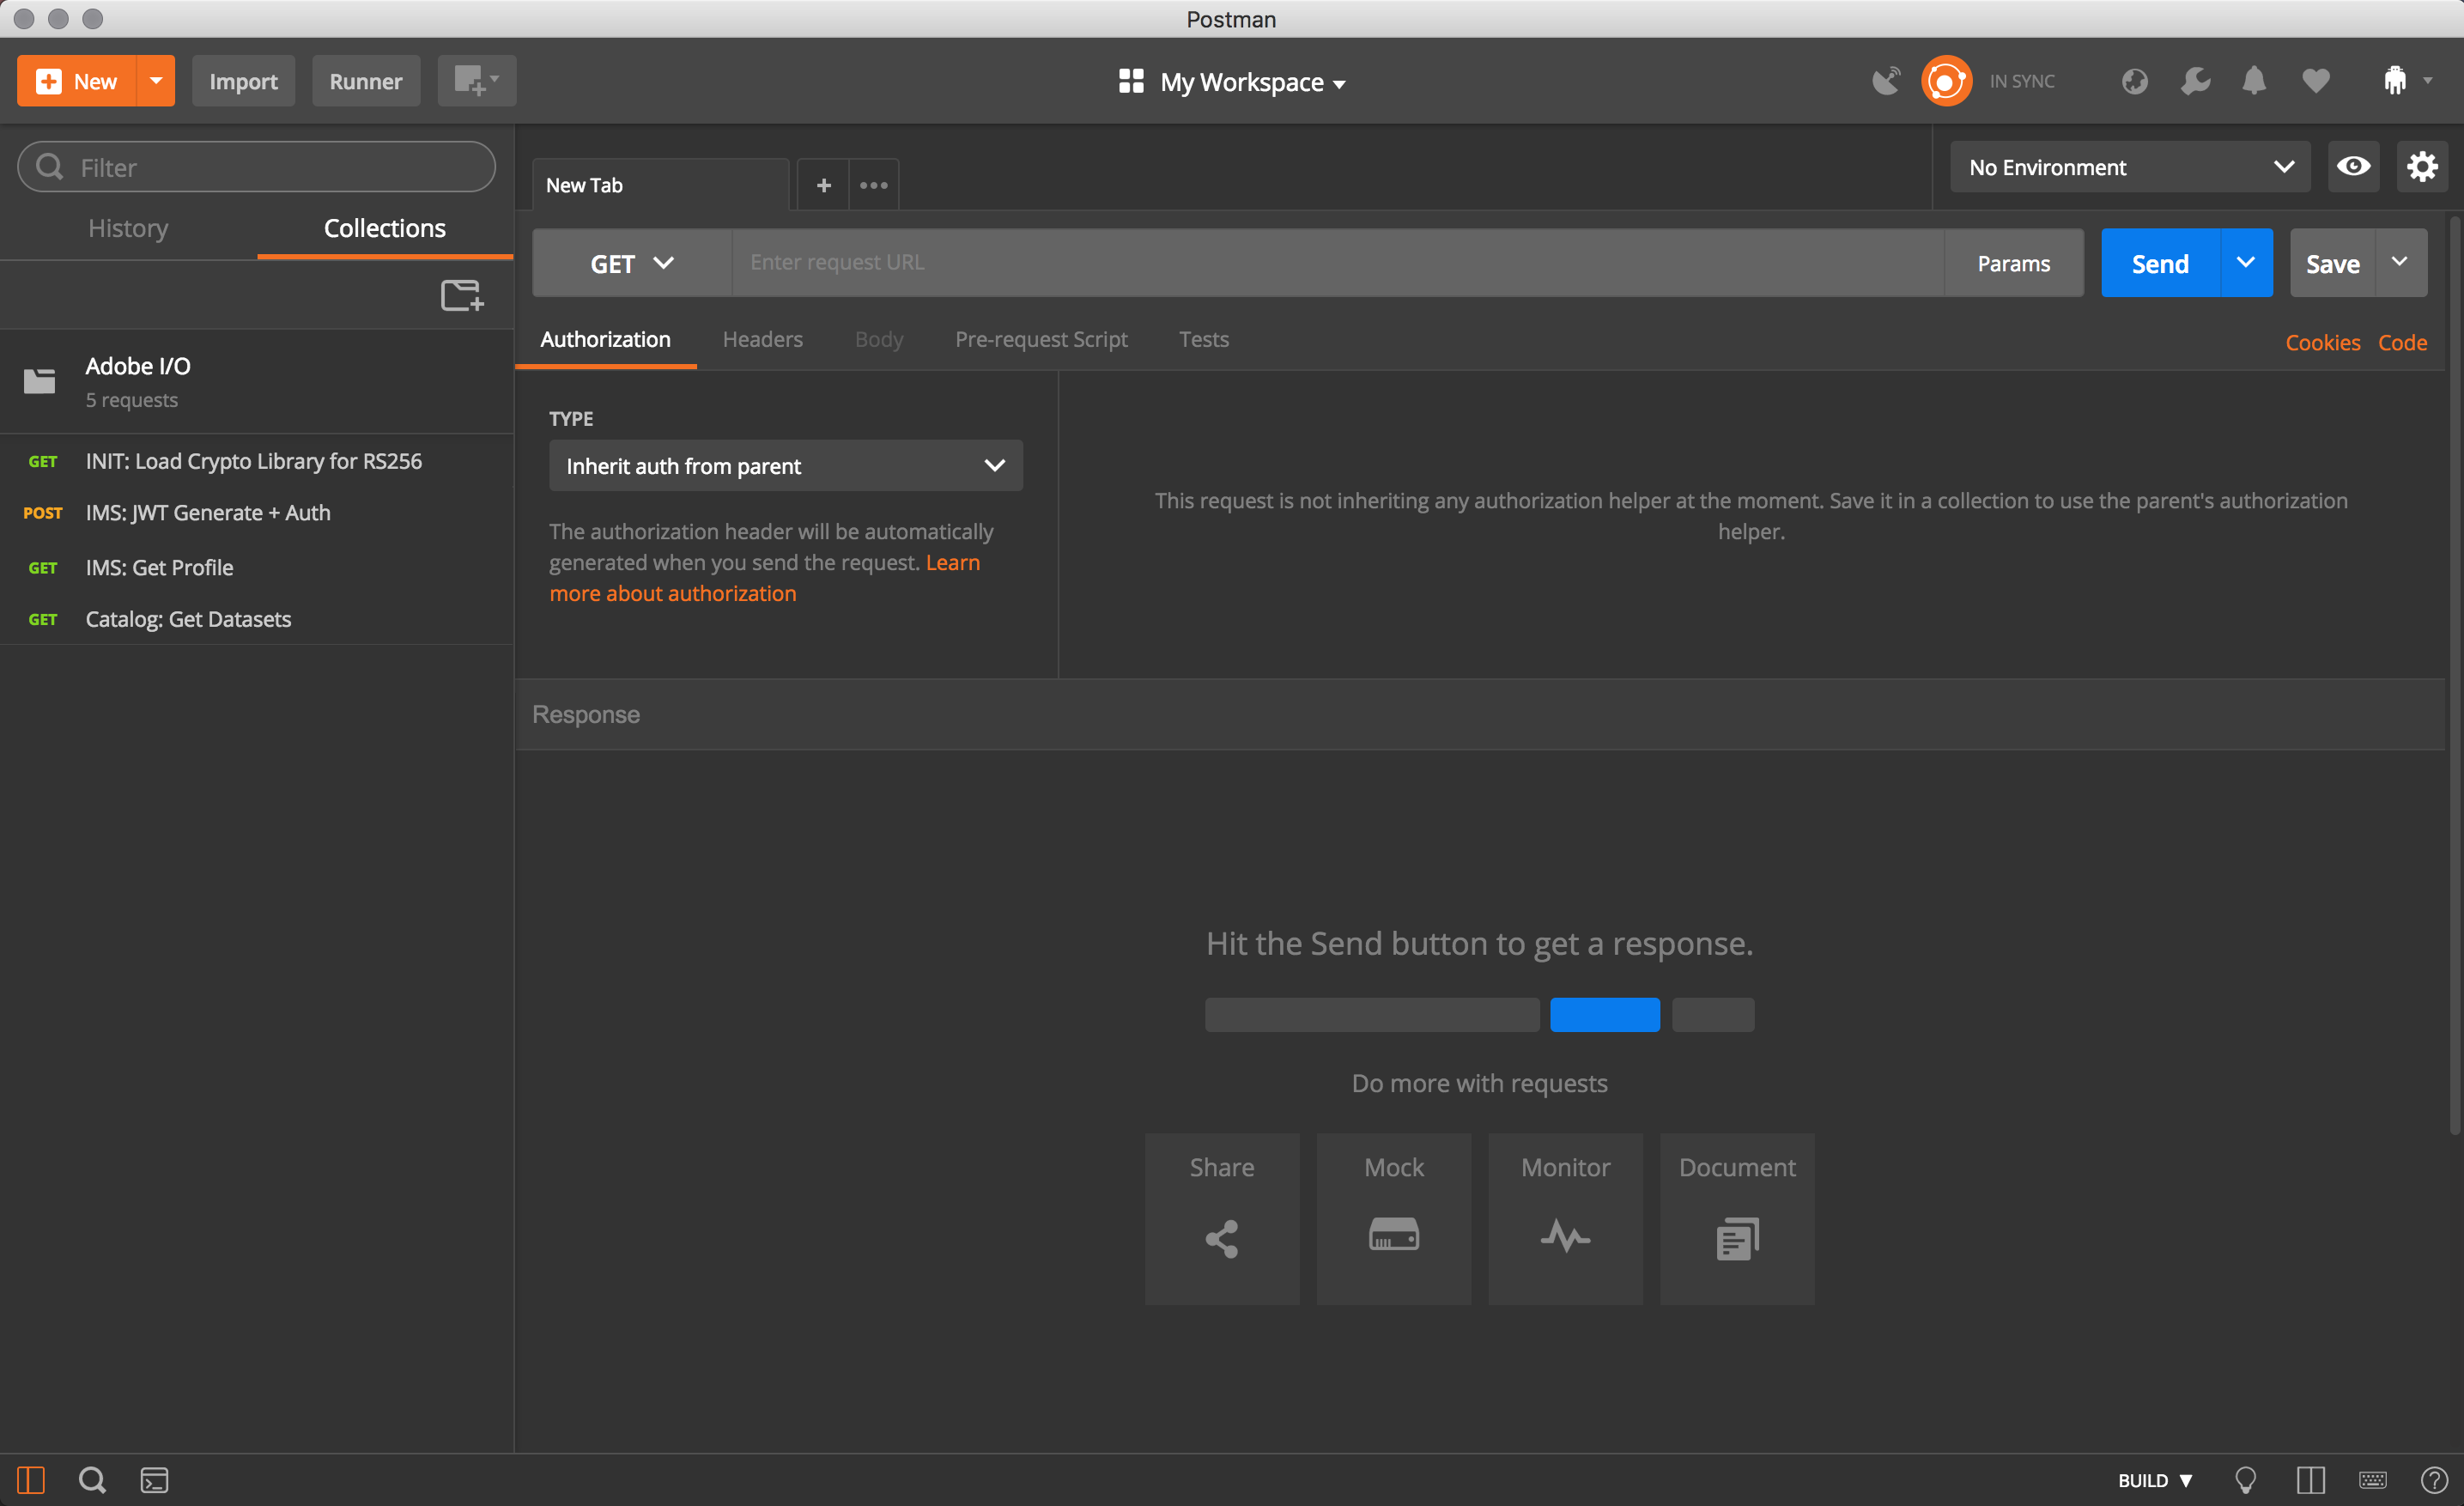 Postman
New
Import
Runner
My Workspace
IN SYNC
Filter
History
Collections
Adobe I/O
5 requests
GET INIT: Load Crypto Library for RS256
POST IMS: JWT Generate + Auth
GET IMS: Get Profile
GET Catalog: Get Datasets
New Tab
No Environment
GET
Enter request URL
Params
Send
Save
Authorization
Headers
Body
Pre-request Script
Tests
Cookies
Code
TYPE
Inherit auth from parent
The authorization header will be automatically
generated when you send the request. Learn
more about authorization
This request is not inheriting any authorization helper at the moment. Save it in a collection to use the parent's authorization
helper.
Response
Hit the Send button to get a response.
Do more with requests
Share
Mock
Monitor
Document
BUILD